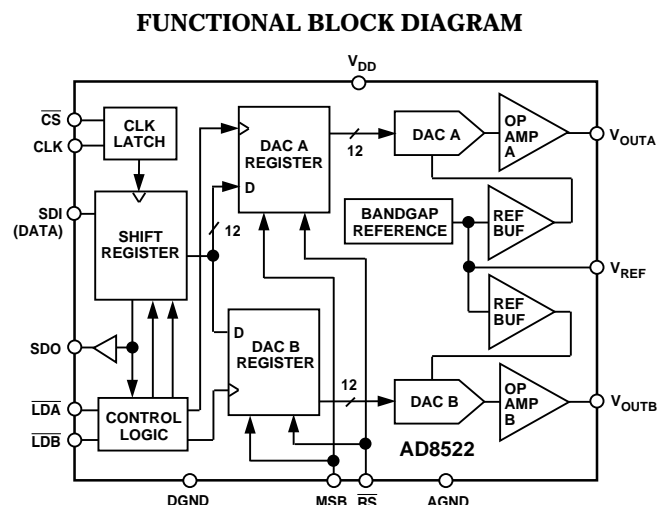 FUNCTIONAL BLOCK DIAGRAM
VDD
CS
CLK
CLK
LATCH
SDI
(DATA)
SHIFT
REGISTER
SDO
LDA
LDB
CONTROL
LOGIC
DAC A
REGISTER
D
12
12
DAC B
REGISTER
D
12
DAC A
OP
AMP
A
VOUTA
BANDGAP
REFERENCE
REF
BUF
VREF
REF
BUF
DAC B
OP
AMP
B
VOUTB
AD8522
DGND
MSB
RS
AGND